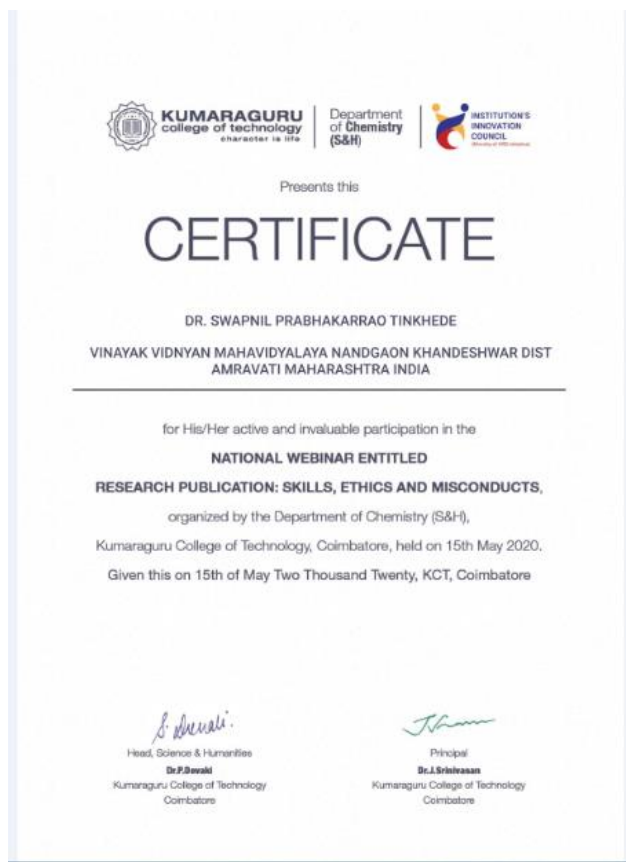 KUMARAGURU
college of technology
character is life
Department
of Chemistry
(S&H)
INSTITUTION'S
INNOVATION
COUNCIL
Presents this
CERTIFICATE
DR. SWAPNIL PRABHAKARRAO TINKHEDE
VINAYAK VIDNYAN MAHAVIDYALAYA NANDGAON KHANDESHWAR DIST
AMRAVATI MAHARASHTRA INDIA
for His/Her active and invaluable participation in the
NATIONAL WEBINAR ENTITLED
RESEARCH PUBLICATION: SKILLS, ETHICS AND MISCONDUCTS,
organized by the Department of Chemistry (S&H),
Kumaraguru College of Technology, Coimbatore, held on 15th May 2020.
Given this on 15th of May Two Thousand Twenty, KCT, Coimbatore
Head, Science & Humanities
Dr.P.Devaki
Kumaraguru College of Technology
Coimbatore
Principal
Dr.J.Srinivasan
Kumaraguru College of Technology
Coimbatore